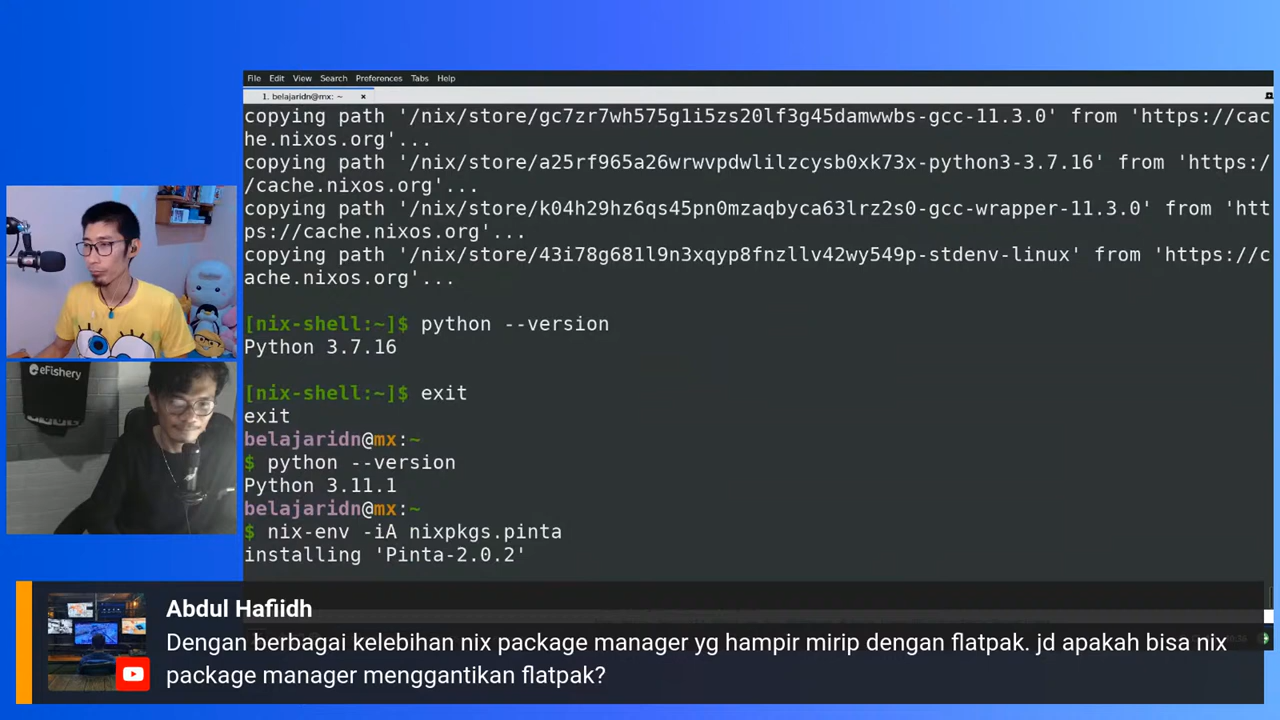 File Edit View Search Preferences Tabs Help
1. belajaridn@mx: ~ ×
copying path '/nix/store/gc7zr7wh575g1i5zs20lf3g45damwwbs-gcc-11.3.0' from 'https://cac
he.nixos.org'...
copying path '/nix/store/a25rf965a26wrwvpdwlilzcysb0xk73x-python3-3.7.16' from 'https:/
/cache.nixos.org'...
copying path '/nix/store/k04h29hz6qs45pn0mzaqbyca63lrz2s0-gcc-wrapper-11.3.0' from 'htt
ps://cache.nixos.org'...
copying path '/nix/store/43i78g681l9n3xqyp8fnzllv42wy549p-stdenv-linux' from 'https://c
ache.nixos.org'...
[nix-shell:~]$ python --version
Python 3.7.16
[nix-shell:~]$ exit
exit
belajaridn@mx:~
$ python --version
Python 3.11.1
belajaridn@mx:~
$ nix-env -iA nixpkgs.pinta
installing 'Pinta-2.0.2'
eFishery
Abdul Hafiidh
Dengan berbagai kelebihan nix package manager yg hampir mirip dengan flatpak. jd apakah bisa nix
package manager menggantikan flatpak?